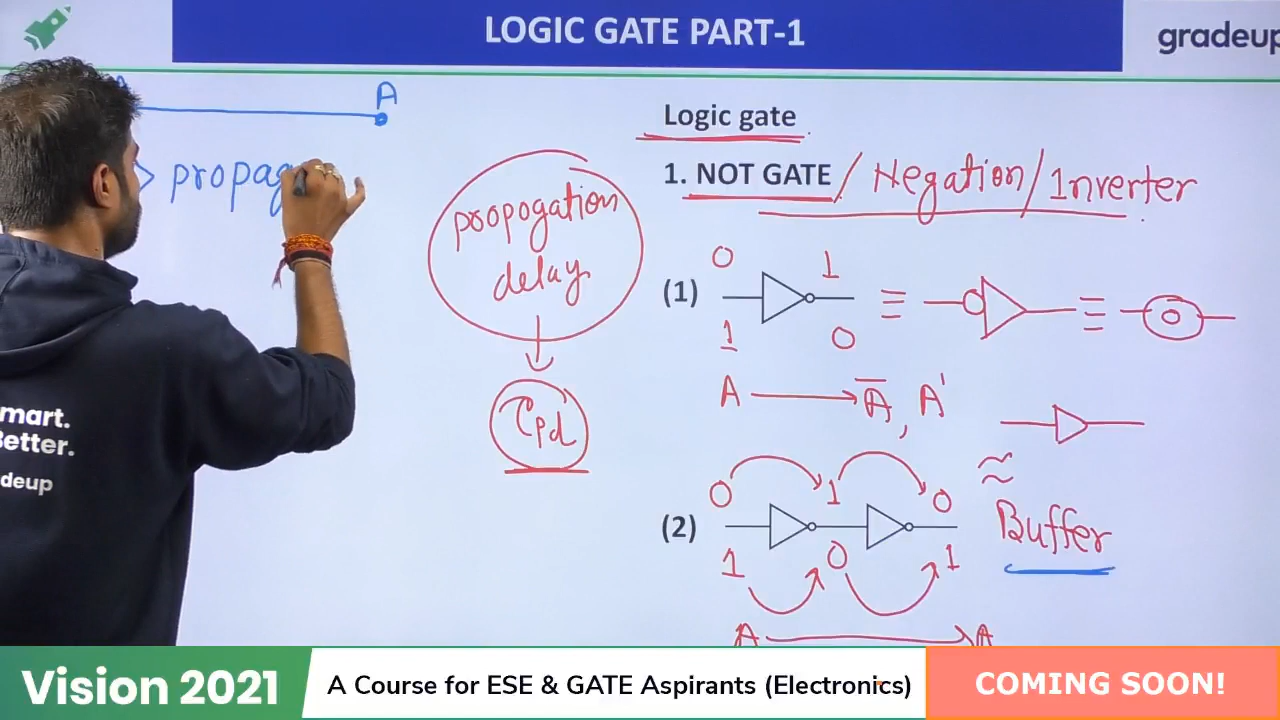 LOGIC GATE PART-1
gradeup
A
propag
propogation
delay
τpd
Logic gate
1. NOT GATE / Negation / Inverter
0 1
(1) ≡ ≡
1 0
A → A̅, A'
0 1 0
≈
(2) Buffer
1 0 1
A → A
mart.
Better.
deup
Vision 2021
A Course for ESE & GATE Aspirants (Electronics)
COMING SOON!